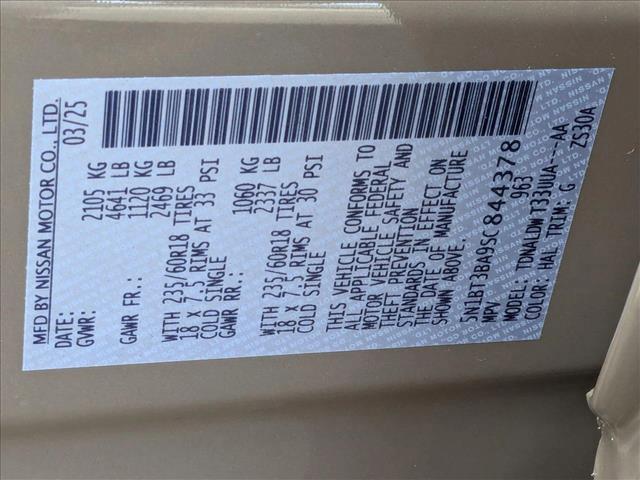 MFD BY NISSAN MOTOR CO., LTD.
DATE: 03/25
GVWR: 2105 KG
4641 LB
GAWR FR.: 1120 KG
2469 LB
WITH 235/60R18 TIRES
18 X 7.5 RIMS AT 33 PSI
COLD SINGLE
GAWR RR.: 1060 KG
2337 LB
WITH 235/60R18 TIRES
18 X 7.5 RIMS AT 30 PSI
COLD SINGLE
THIS VEHICLE CONFORMS TO
ALL APPLICABLE FEDERAL
MOTOR VEHICLE SAFETY AND
THEFT PREVENTION
STANDARDS IN EFFECT ON
THE DATE OF MANUFACTURE
SHOWN ABOVE.
5N1BT3BA9SC844378
MPV 963
MODEL: TDNALDW T33UUA---AA
COLOR: HAL TRIM: G ZS30A